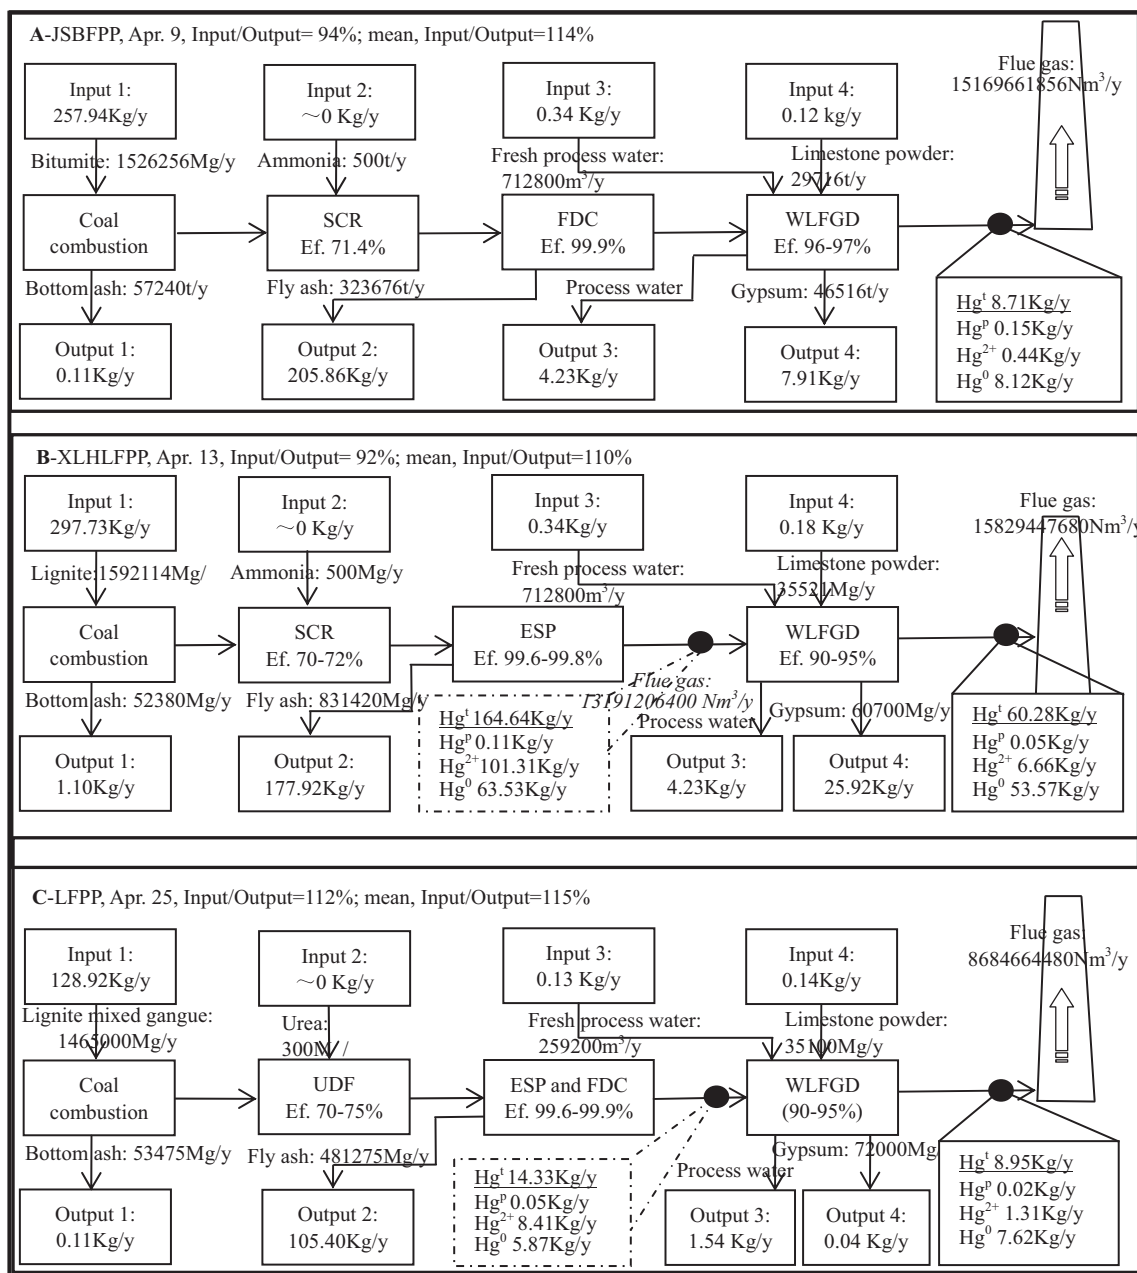 A-JSBFPP, Apr. 9, Input/Output= 94%; mean, Input/Output=114%
Input 1:
257.94Kg/y
Input 2:
~0 Kg/y
Input 3:
0.34 Kg/y
Input 4:
0.12 kg/y
Flue gas:
15169661856Nm³/y
Bitumite: 1526256Mg/y
Ammonia: 500t/y
Fresh process water:
712800m³/y
Limestone powder:
29716t/y
Coal
combustion
SCR
Ef. 71.4%
FDC
Ef. 99.9%
WLFGD
Ef. 96-97%
Bottom ash: 57240t/y
Fly ash: 323676t/y
Process water
Gypsum: 46516t/y
Output 1:
0.11Kg/y
Output 2:
205.86Kg/y
Output 3:
4.23Kg/y
Output 4:
7.91Kg/y
Hgᵗ 8.71Kg/y
Hgᵖ 0.15Kg/y
Hg²⁺ 0.44Kg/y
Hg⁰ 8.12Kg/y
B-XLHLFPP, Apr. 13, Input/Output= 92%; mean, Input/Output=110%
Input 1:
297.73Kg/y
Input 2:
~0 Kg/y
Input 3:
0.34Kg/y
Input 4:
0.18 Kg/y
Flue gas:
15829447680Nm³/y
Lignite:1592114Mg/
Ammonia: 500Mg/y
Fresh process water:
712800m³/y
Limestone powder:
35521Mg/y
Coal
combustion
SCR
Ef. 70-72%
ESP
Ef. 99.6-99.8%
WLFGD
Ef. 90-95%
Bottom ash: 52380Mg/y
Fly ash: 831420Mg/y
Flue gas:
13191206400 Nm³/y
Process water
Gypsum: 60700Mg/y
Output 1:
1.10Kg/y
Output 2:
177.92Kg/y
Hgᵗ 164.64Kg/y
Hgᵖ 0.11Kg/y
Hg²⁺ 101.31Kg/y
Hg⁰ 63.53Kg/y
Output 3:
4.23Kg/y
Output 4:
25.92Kg/y
Hgᵗ 60.28Kg/y
Hgᵖ 0.05Kg/y
Hg²⁺ 6.66Kg/y
Hg⁰ 53.57Kg/y
C-LFPP, Apr. 25, Input/Output=112%; mean, Input/Output=115%
Input 1:
128.92Kg/y
Input 2:
~0 Kg/y
Input 3:
0.13 Kg/y
Input 4:
0.14Kg/y
Flue gas:
8684664480Nm³/y
Lignite mixed gangue:
1465000Mg/y
Urea:
300M /
Fresh process water:
259200m³/y
Limestone powder:
35100Mg/y
Coal
combustion
UDF
Ef. 70-75%
ESP and FDC
Ef. 99.6-99.9%
WLFGD
(90-95%)
Bottom ash: 53475Mg/y
Fly ash: 481275Mg/y
Process water
Gypsum: 72000Mg/
Output 1:
0.11Kg/y
Output 2:
105.40Kg/y
Hgᵗ 14.33Kg/y
Hgᵖ 0.05Kg/y
Hg²⁺ 8.41Kg/y
Hg⁰ 5.87Kg/y
Output 3:
1.54 Kg/y
Output 4:
0.04 Kg/y
Hgᵗ 8.95Kg/y
Hgᵖ 0.02Kg/y
Hg²⁺ 1.31Kg/y
Hg⁰ 7.62Kg/y